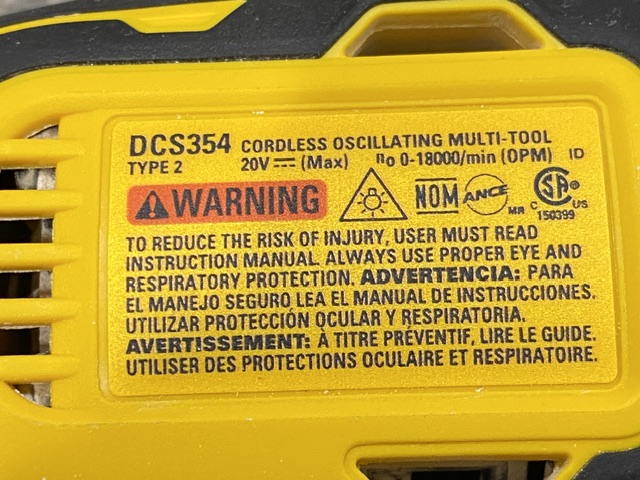 DCS354 CORDLESS OSCILLATING MULTI-TOOL
TYPE 2 20V ⎓ (Max) no 0-18000/min (OPM) ID
WARNING NOM ANCE MR C CSA ® US 150399
TO REDUCE THE RISK OF INJURY, USER MUST READ
INSTRUCTION MANUAL. ALWAYS USE PROPER EYE AND
RESPIRATORY PROTECTION. ADVERTENCIA: PARA
EL MANEJO SEGURO LEA EL MANUAL DE INSTRUCCIONES.
UTILIZAR PROTECCIÓN OCULAR Y RESPIRATORIA.
AVERTISSEMENT: À TITRE PRÉVENTIF, LIRE LE GUIDE.
UTILISER DES PROTECTIONS OCULAIRE ET RESPIRATOIRE.